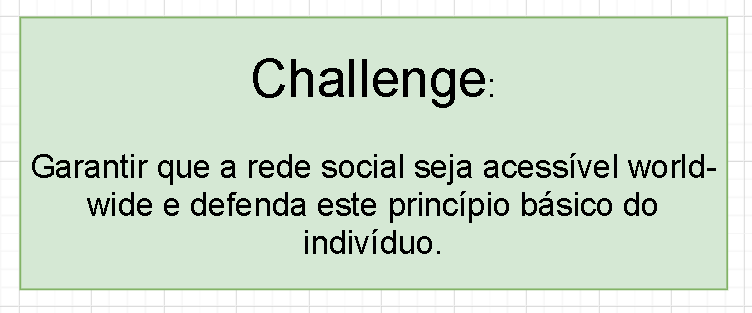 Challenge:
Garantir que a rede social seja acessível world-
wide e defenda este princípio básico do
indivíduo.